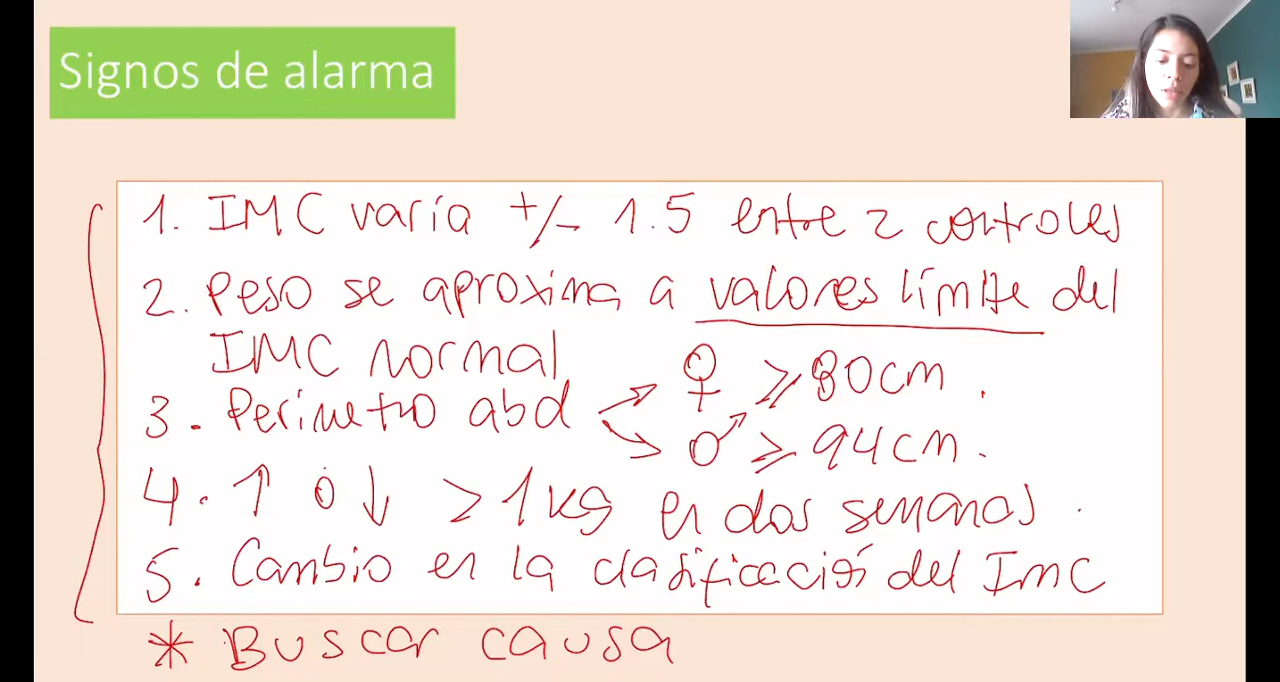 Signos de alarma
1. IMC varía +/- 1.5 entre 2 controles
2. Peso se aproxima a valores límite del
IMC normal
3. Perimetro abd ♀ ≥ 80cm.
♂ ≥ 94cm.
4. ↑ ó ↓ > 1 kg en dos semanas.
5. Cambio en la clasificación del IMC
* Buscar causa